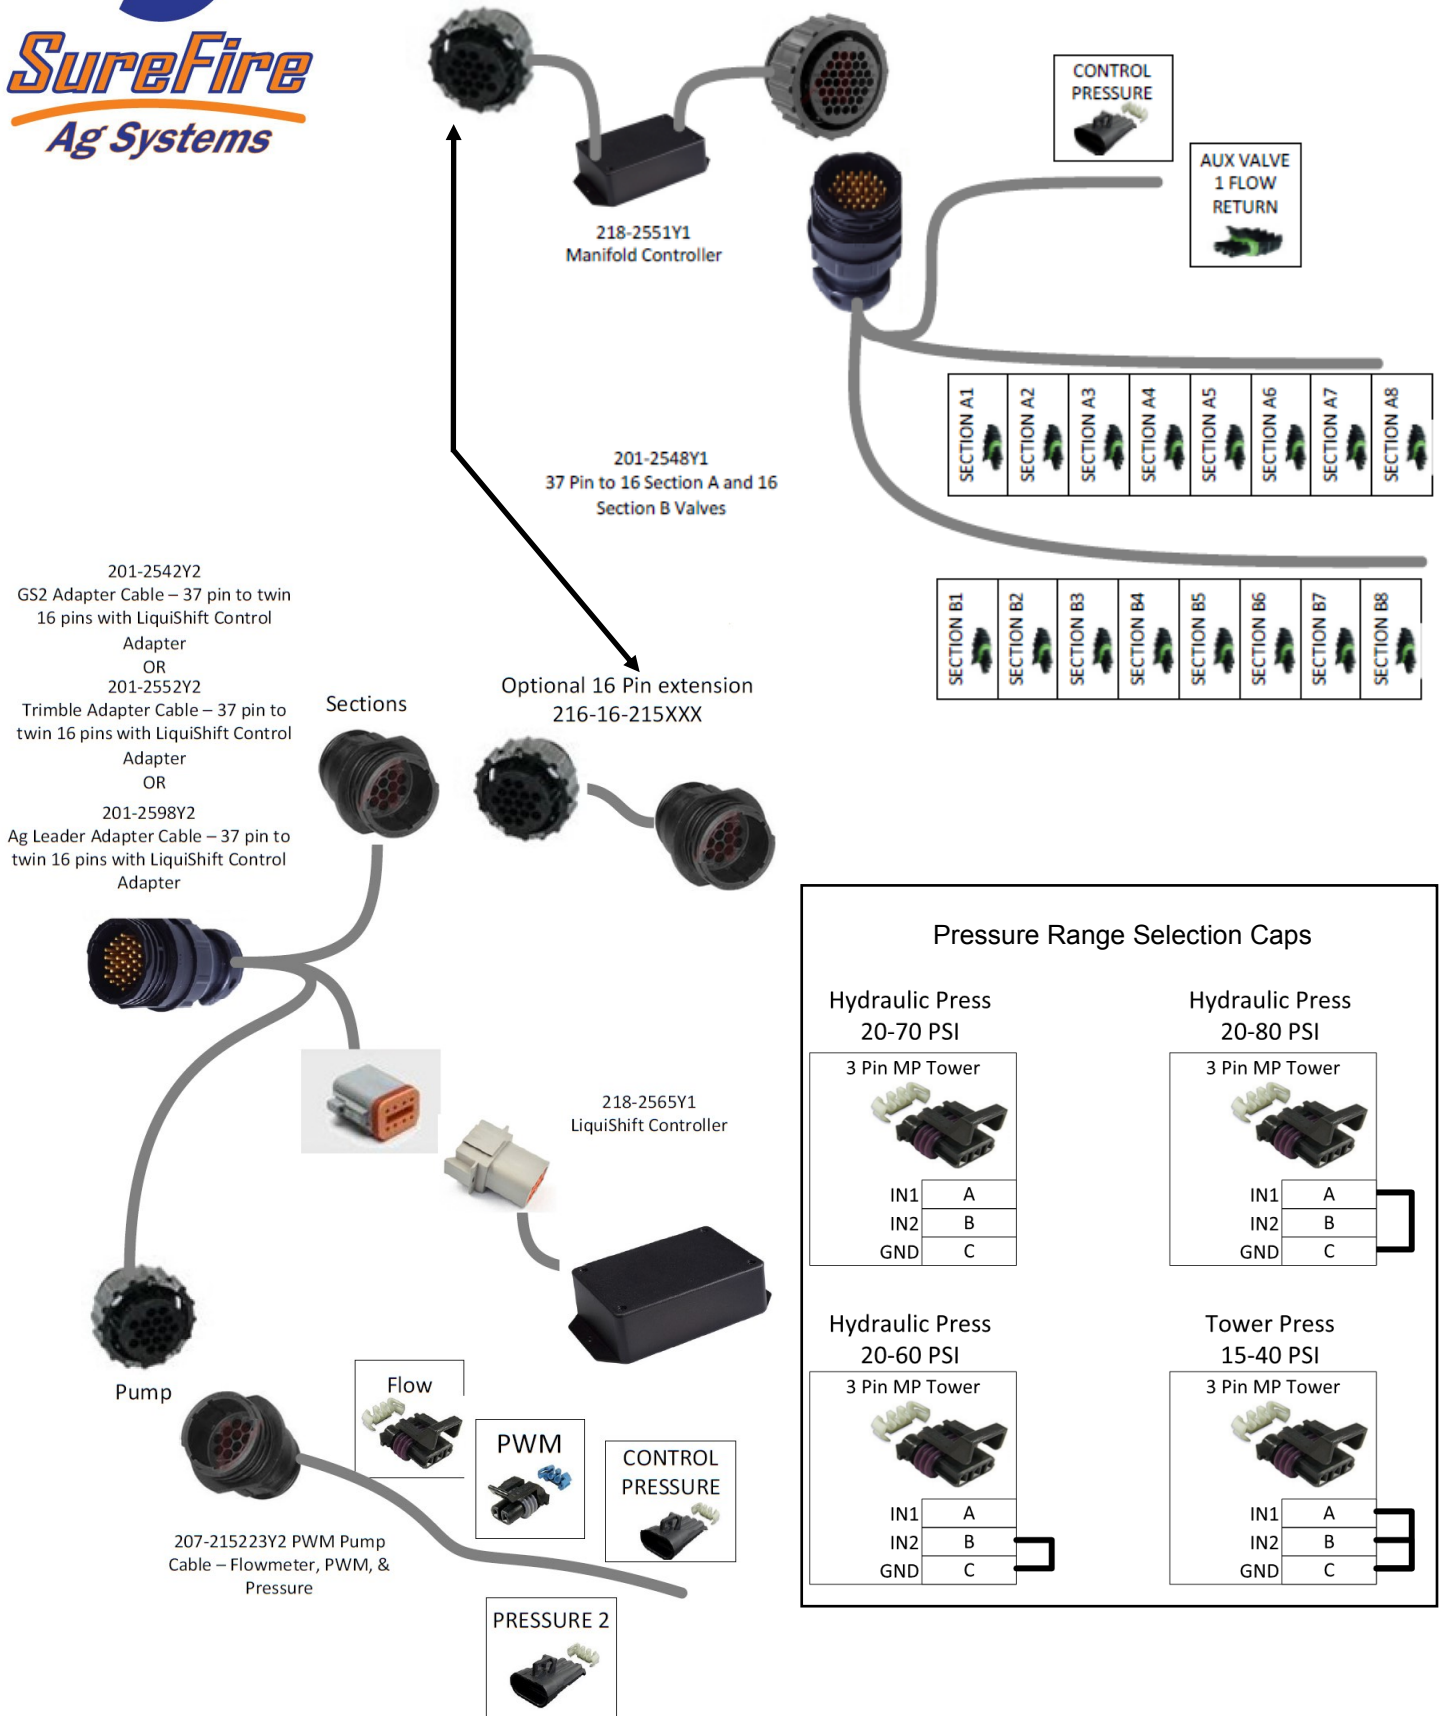 SureFire
Ag Systems
CONTROL
PRESSURE
AUX VALVE
1 FLOW
RETURN
218-2551Y1
Manifold Controller
SECTION A1
SECTION A2
SECTION A3
SECTION A4
SECTION A5
SECTION A6
SECTION A7
SECTION A8
201-2548Y1
37 Pin to 16 Section A and 16
Section B Valves
SECTION B1
SECTION B2
SECTION B3
SECTION B4
SECTION B5
SECTION B6
SECTION B7
SECTION B8
201-2542Y2
GS2 Adapter Cable – 37 pin to twin
16 pins with LiquiShift Control
Adapter
OR
201-2552Y2
Trimble Adapter Cable – 37 pin to
twin 16 pins with LiquiShift Control
Adapter
OR
201-2598Y2
Ag Leader Adapter Cable – 37 pin to
twin 16 pins with LiquiShift Control
Adapter
Sections
Optional 16 Pin extension
216-16-215XXX
218-2565Y1
LiquiShift Controller
Pump
Flow
PWM
CONTROL
PRESSURE
207-215223Y2 PWM Pump
Cable – Flowmeter, PWM, &
Pressure
PRESSURE 2
Pressure Range Selection Caps
Hydraulic Press
20-70 PSI
3 Pin MP Tower
IN1 A
IN2 B
GND C
Hydraulic Press
20-80 PSI
3 Pin MP Tower
IN1 A
IN2 B
GND C
Hydraulic Press
20-60 PSI
3 Pin MP Tower
IN1 A
IN2 B
GND C
Tower Press
15-40 PSI
3 Pin MP Tower
IN1 A
IN2 B
GND C